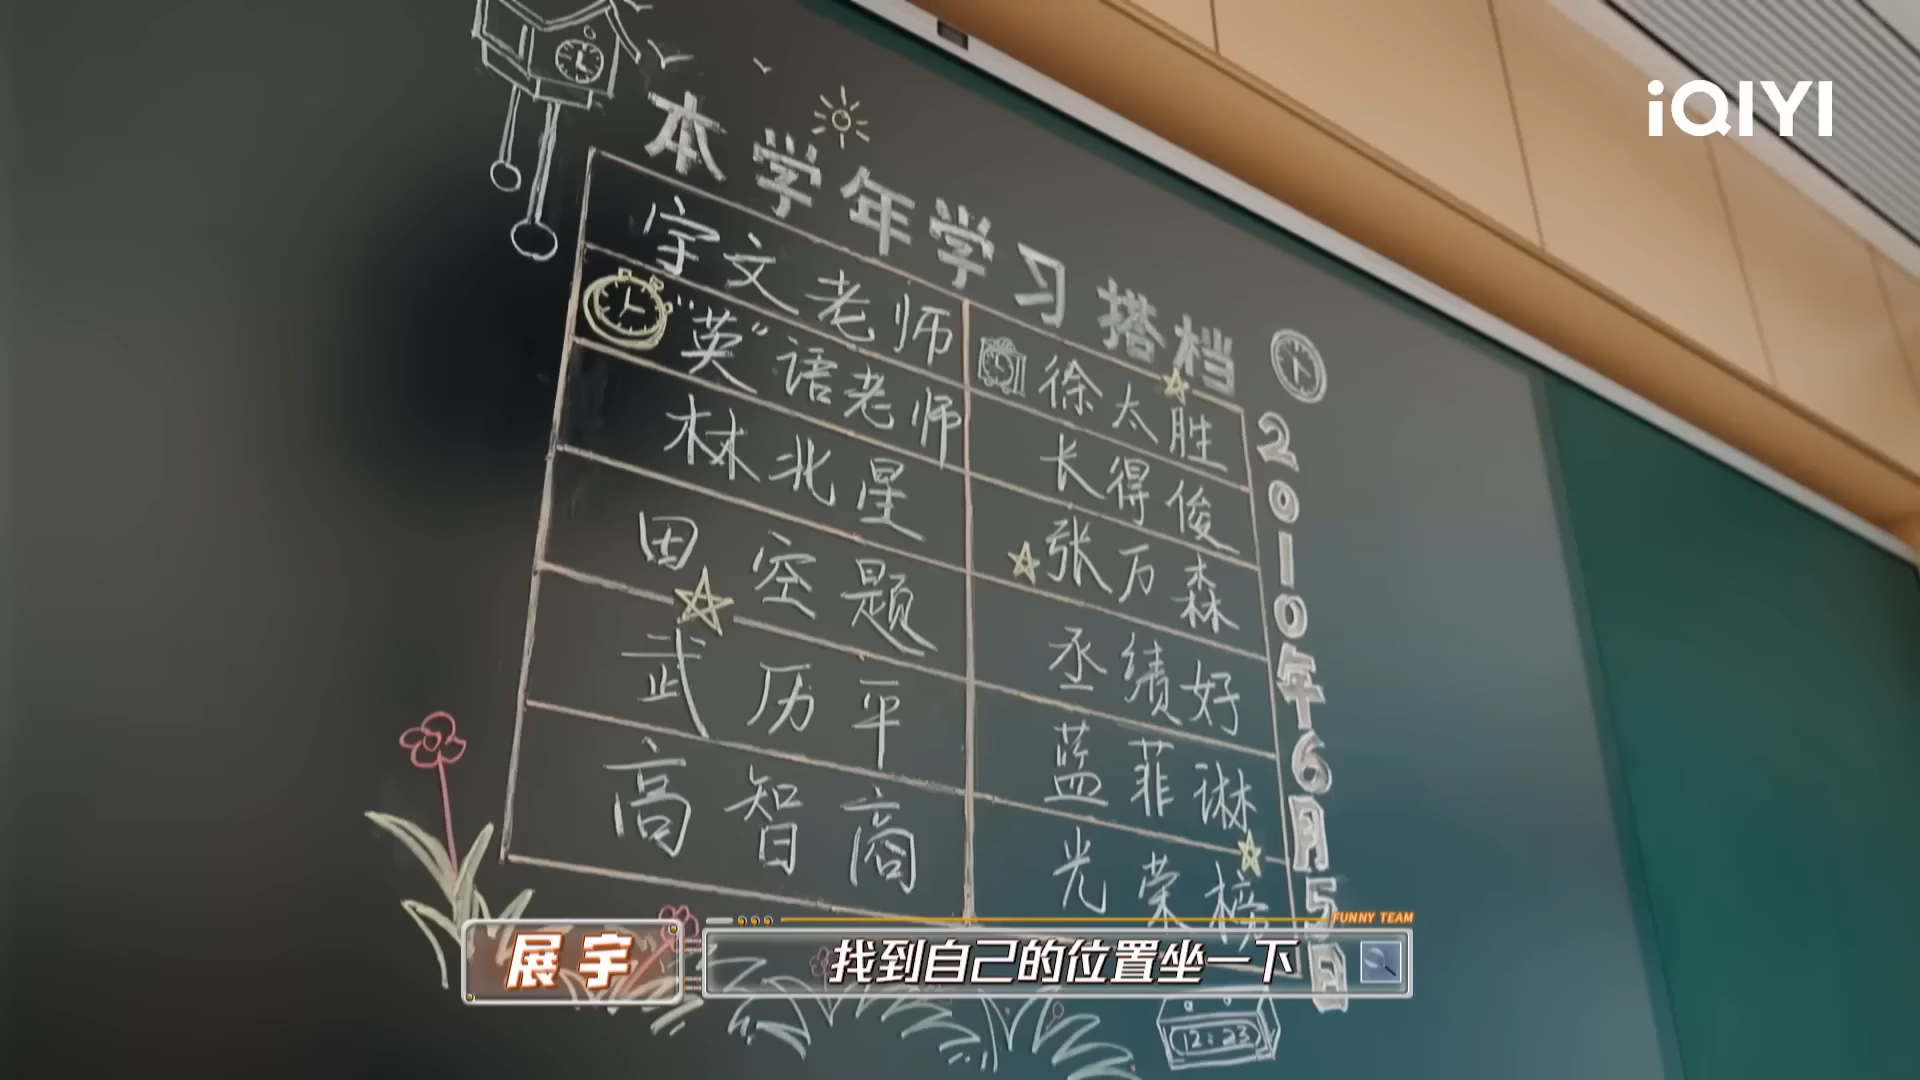 iQIYI
本学年学习搭档
宇文老师
徐太胜
"英"语老师
长得俊
林北星
张万森
田空题
丞绩好
武历平
蓝菲琳
高智商
光荣榜
2010年6月5日
FUNNY TEAM
展宇
找到自己的位置坐一下
12:23